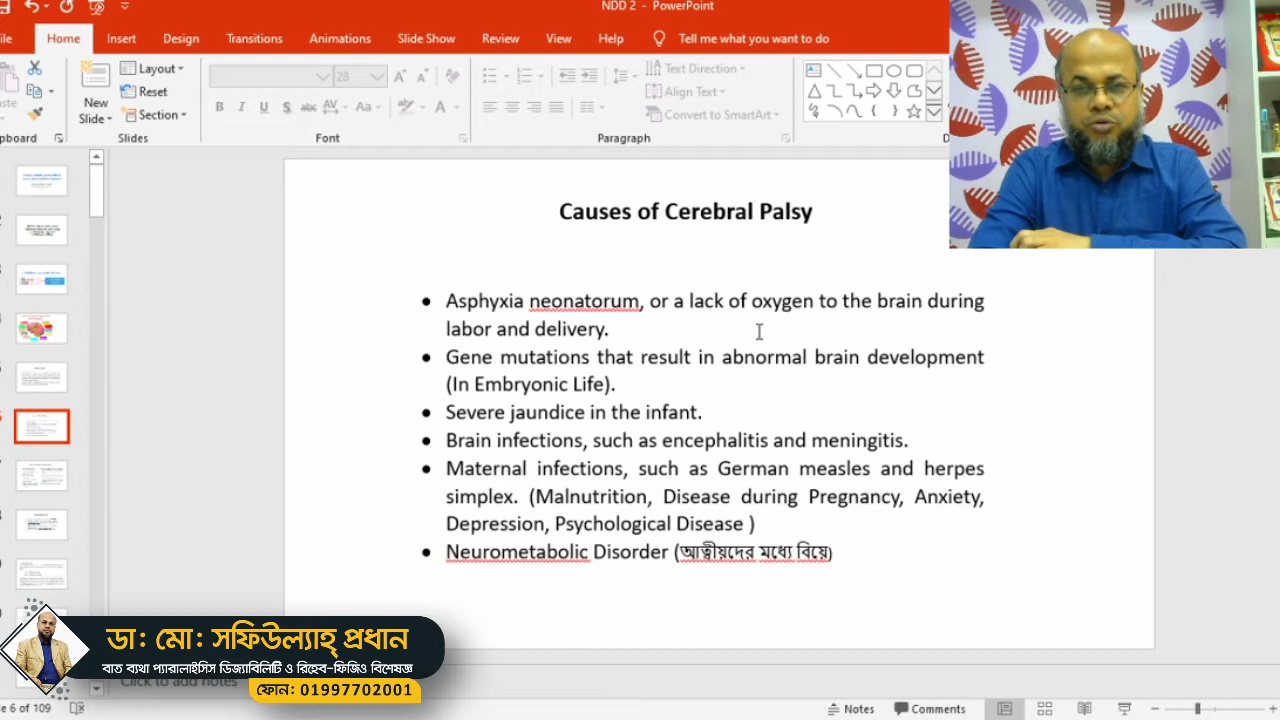 NDD 2 - PowerPoint
Home Insert Design Transitions Animations Slide Show Review View Help Tell me what you want to do
Layout
Reset
Section
New
Slide
28
Text Direction
Align Text
Convert to SmartArt
Slides Font Paragraph
Causes of Cerebral Palsy
• Asphyxia neonatorum, or a lack of oxygen to the brain during
labor and delivery.
• Gene mutations that result in abnormal brain development
(In Embryonic Life).
• Severe jaundice in the infant.
• Brain infections, such as encephalitis and meningitis.
• Maternal infections, such as German measles and herpes
simplex. (Malnutrition, Disease during Pregnancy, Anxiety,
Depression, Psychological Disease )
• Neurometabolic Disorder (আত্নীয়দের মধ্যে বিয়ে)
ডা: মো: সফিউল্যাহ্ প্রধান
বাত ব্যথা প্যারালাইসিস ডিজ্যাবিলিটি ও রিহেব-ফিজিও বিশেষজ্ঞ
ফোন: 01997702001
Click to add notes
6 of 109
Notes Comments